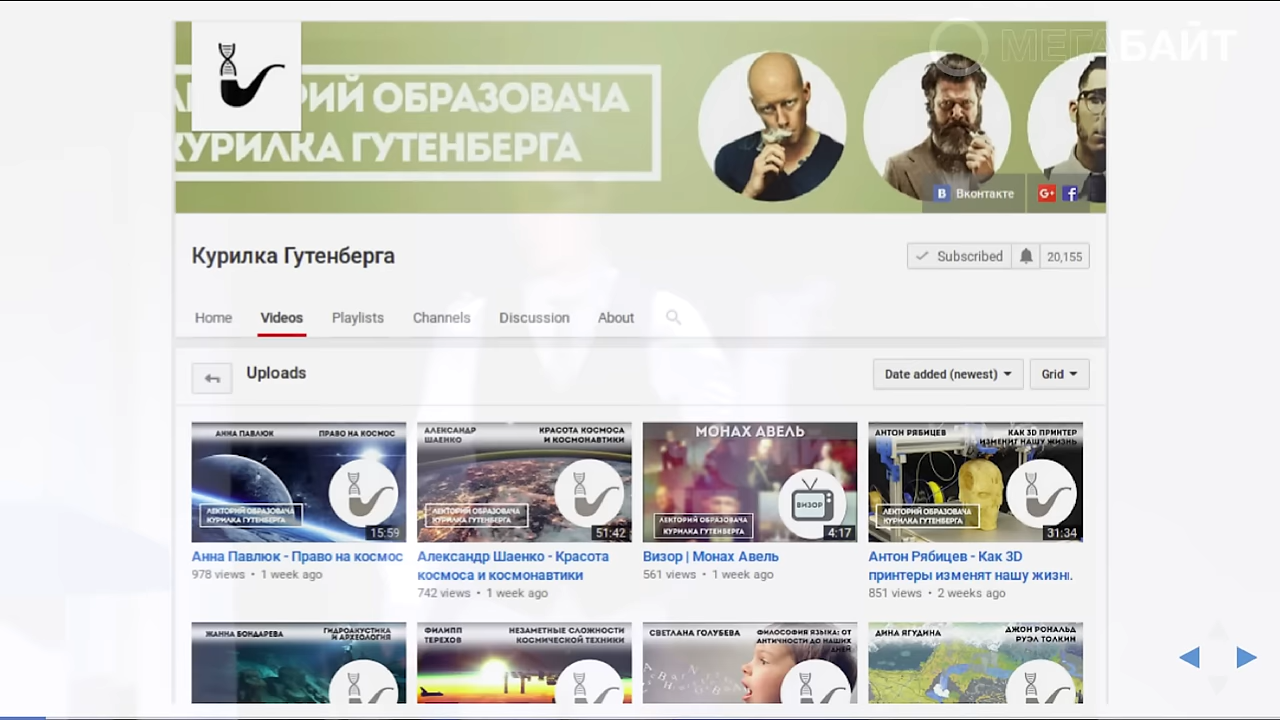 МЕГАБАЙТ
ЛЕКТОРИЙ ОБРАЗОВАЧА
КУРИЛКА ГУТЕНБЕРГА
Вконтакте
Курилка Гутенберга
Subscribed 20,155
Home Videos Playlists Channels Discussion About
Uploads
Date added (newest) Grid
АННА ПАВЛЮК ПРАВО НА КОСМОС
ЛЕКТОРИЙ ОБРАЗОВАЧА
КУРИЛКА ГУТЕНБЕРГА
15:59
Анна Павлюк - Право на космос
978 views • 1 week ago
АЛЕКСАНДР
ШАЕНКО
КРАСОТА КОСМОСА
И КОСМОНАВТИКИ
ЛЕКТОРИЙ ОБРАЗОВАЧА
КУРИЛКА ГУТЕНБЕРГА
51:42
Александр Шаенко - Красота
космоса и космонавтики
742 views • 1 week ago
МОНАХ АВЕЛЬ
ВИЗОР
ЛЕКТОРИЙ ОБРАЗОВАЧА
КУРИЛКА ГУТЕНБЕРГА
4:17
Визор | Монах Авель
561 views • 1 week ago
АНТОН РЯБИЦЕВ
КАК 3D ПРИНТЕР
ИЗМЕНИТ НАШУ ЖИЗНЬ
ЛЕКТОРИЙ ОБРАЗОВАЧА
КУРИЛКА ГУТЕНБЕРГА
31:34
Антон Рябицев - Как 3D
принтеры изменят нашу жизнь.
851 views • 2 weeks ago
ЖАННА БОНДАРЕВА
ГИДРОАКУСТИКА
И АРХЕОЛОГИЯ
ФИЛИПП
ТЕРЕХОВ
НЕЗАМЕТНЫЕ СЛОЖНОСТИ
КОСМИЧЕСКОЙ ТЕХНИКИ
СВЕТЛАНА ГОЛУБЕВА
ФИЛОСОФИЯ ЯЗЫКА: ОТ
АНТИЧНОСТИ ДО НАШИХ
ДНЕЙ
ДИНА ЯГУДИНА
ДЖОН РОНАЛЬД
РУЭЛ ТОЛКИН